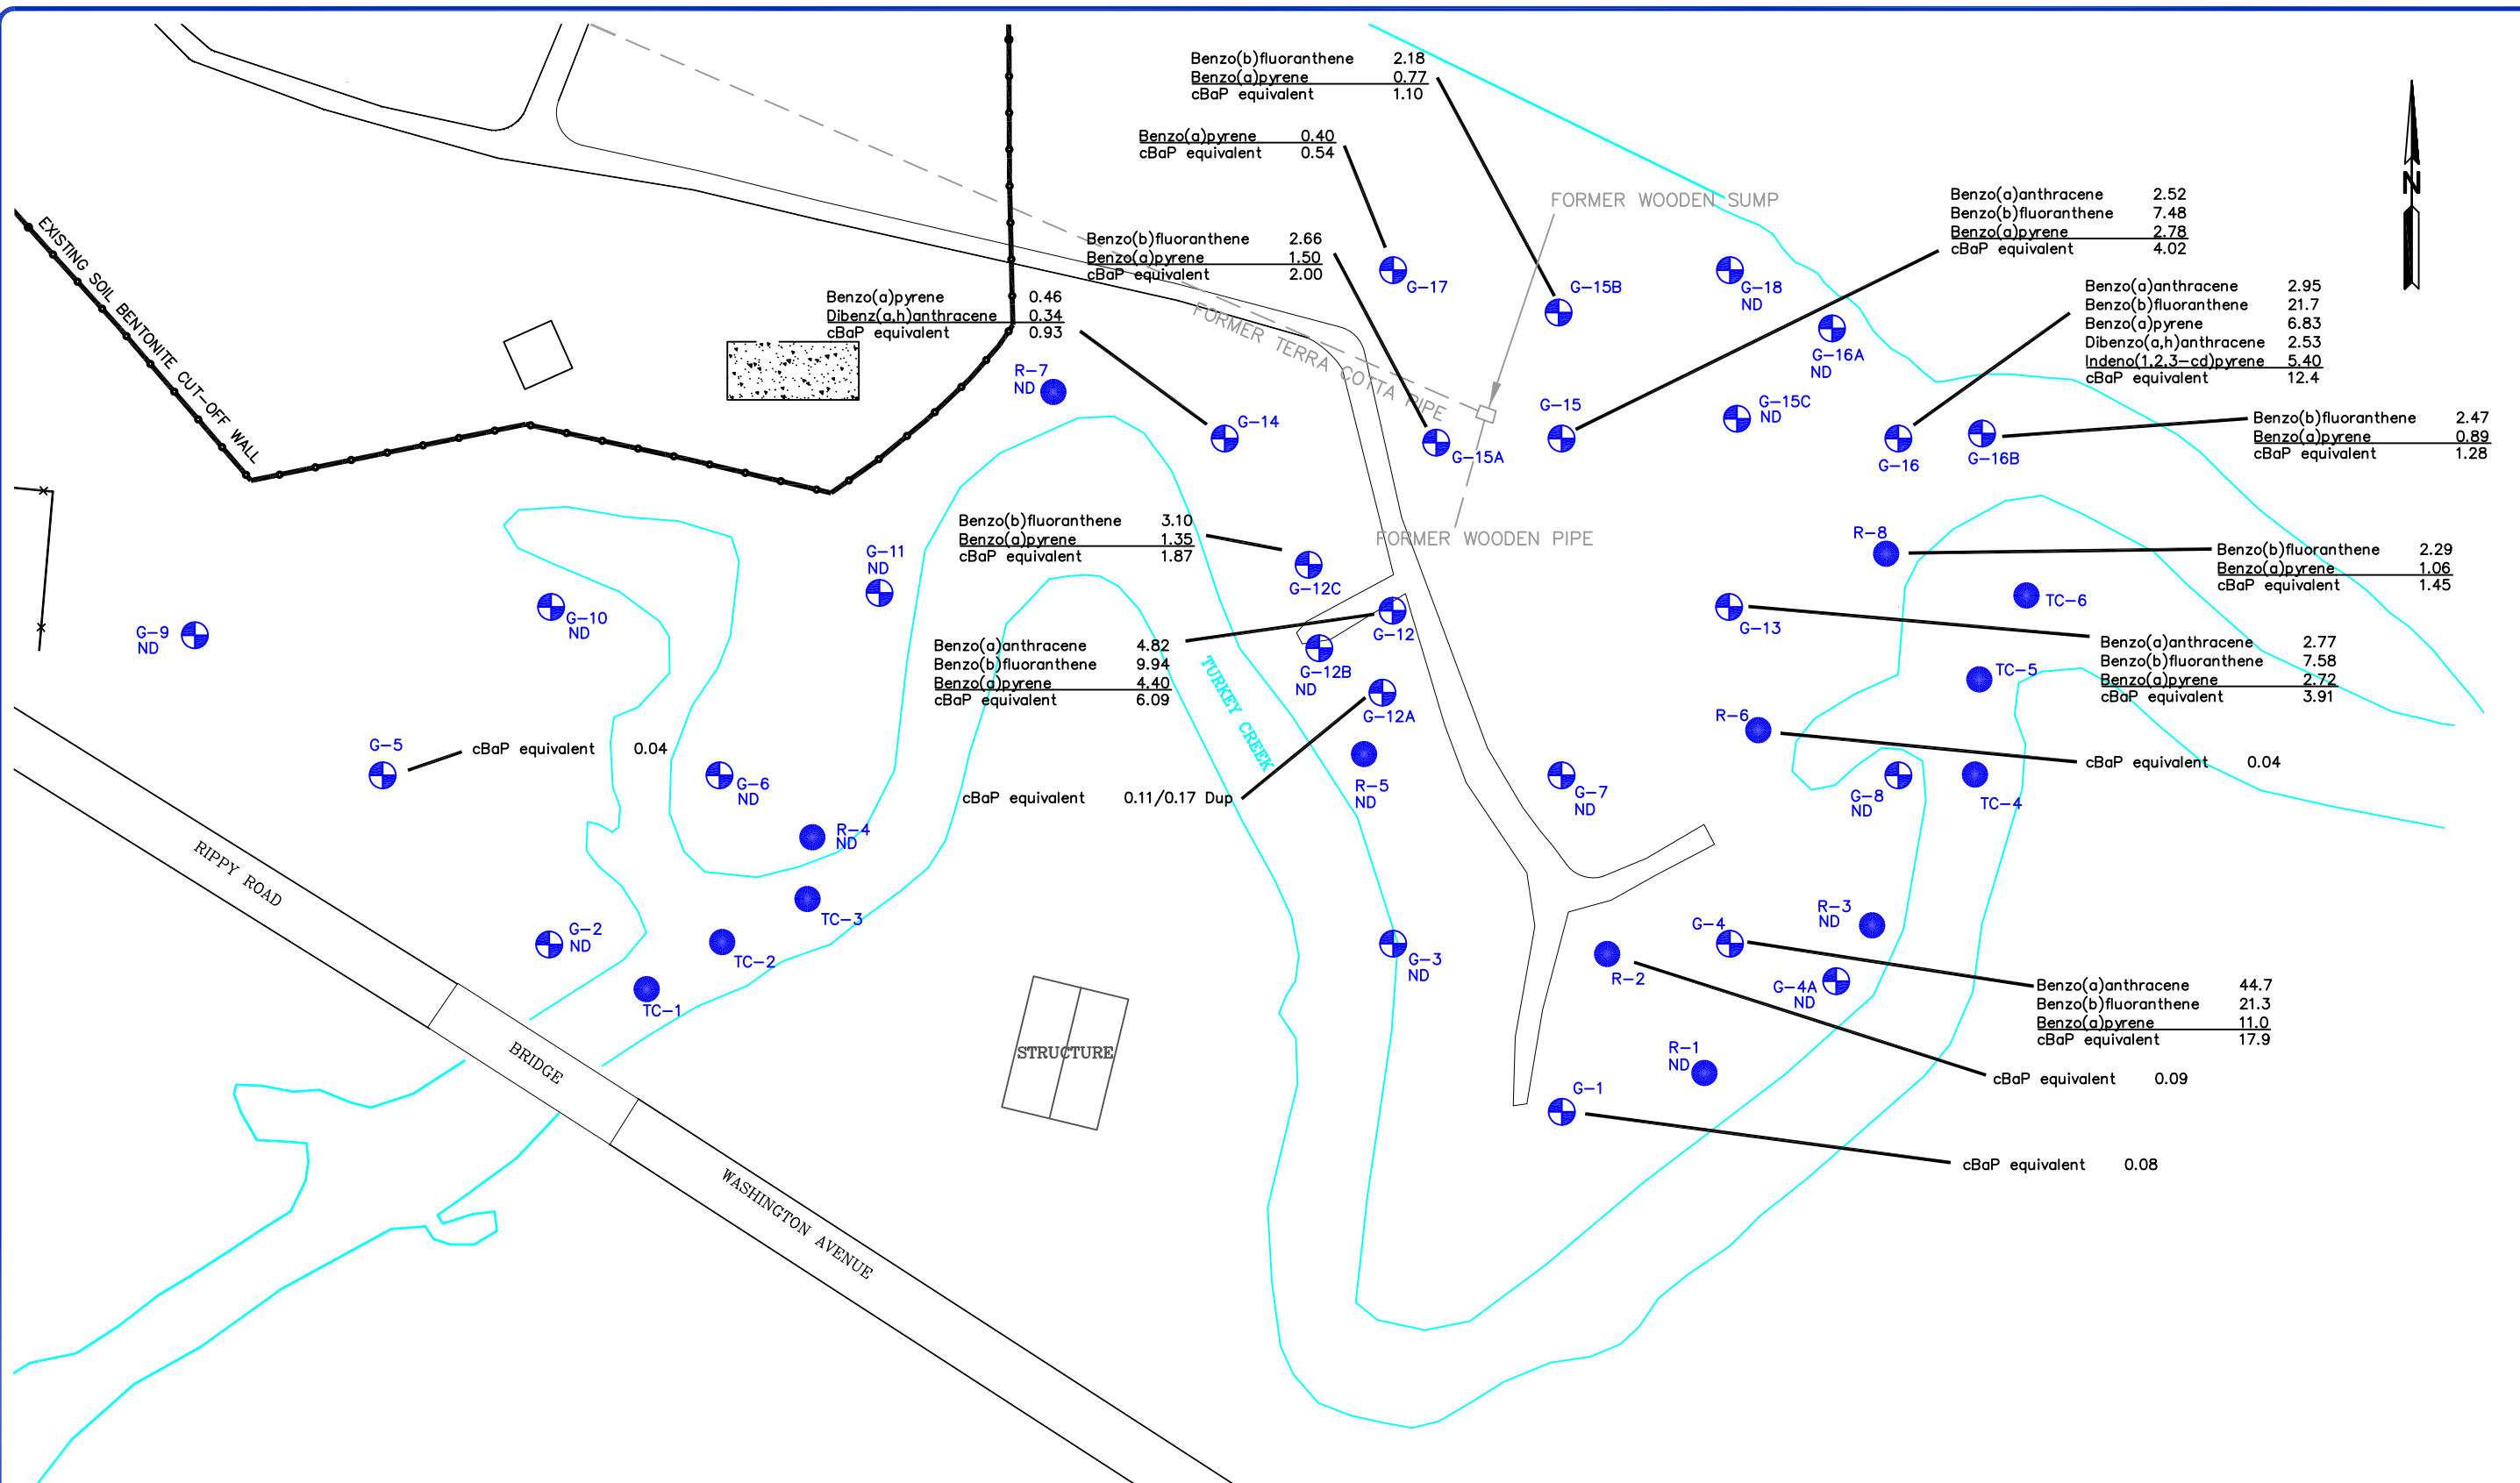 Benzo(b)fluoranthene 2.18
Benzo(a)pyrene 0.77
cBaP equivalent 1.10
Benzo(a)pyrene 0.40
cBaP equivalent 0.54
FORMER WOODEN SUMP
Benzo(a)anthracene 2.52
Benzo(b)fluoranthene 7.48
Benzo(a)pyrene 2.78
cBaP equivalent 4.02
N
Benzo(b)fluoranthene 2.66
Benzo(a)pyrene 1.50
cBaP equivalent 2.00
G-17
G-15B
G-18
ND
Benzo(a)anthracene 2.95
Benzo(b)fluoranthene 21.7
Benzo(a)pyrene 6.83
Dibenz(a,h)anthracene 2.53
Indeno(1,2,3-cd)pyrene 5.40
cBaP equivalent 12.4
EXISTING SOIL BENTONITE CUT-OFF WALL
Benzo(a)pyrene 0.46
Dibenz(a,h)anthracene 0.34
cBaP equivalent 0.93
FORMER TERRA COTTA PIPE
G-16A
ND
R-7
ND
G-14
G-15A
G-15
G-15C
ND
G-16
G-16B
Benzo(b)fluoranthene 2.47
Benzo(a)pyrene 0.89
cBaP equivalent 1.28
Benzo(b)fluoranthene 3.10
Benzo(a)pyrene 1.35
cBaP equivalent 1.87
FORMER WOODEN PIPE
R-8
Benzo(b)fluoranthene 2.29
Benzo(a)pyrene 1.06
cBaP equivalent 1.45
G-11
ND
G-12C
TC-6
G-9
ND
G-10
ND
G-12
G-13
Benzo(a)anthracene 4.82
Benzo(b)fluoranthene 9.94
Benzo(a)pyrene 4.40
cBaP equivalent 6.09
TURKEY CREEK
G-12B
ND
G-12A
TC-5
Benzo(a)anthracene 2.77
Benzo(b)fluoranthene 7.58
Benzo(a)pyrene 2.72
cBaP equivalent 3.91
R-6
G-5
cBaP equivalent 0.04
cBaP equivalent 0.04
G-6
ND
cBaP equivalent 0.11/0.17 Dup
R-5
ND
G-7
ND
G-8
ND
TC-4
R-4
ND
RIPPY ROAD
TC-3
G-2
ND
TC-2
TC-1
G-3
ND
R-2
G-4
R-3
ND
G-4A
ND
Benzo(a)anthracene 44.7
Benzo(b)fluoranthene 21.3
Benzo(a)pyrene 11.0
cBaP equivalent 17.9
BRIDGE
STRUCTURE
R-1
ND
cBaP equivalent 0.09
G-1
cBaP equivalent 0.08
WASHINGTON AVENUE